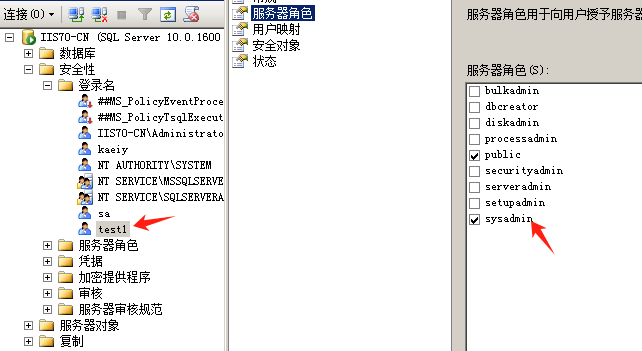 连接(O)
IIS70-CN (SQL Server 10.0.1600
数据库
安全性
登录名
##MS_PolicyEventProce
##MS_PolicyTsqlExecut
IIS70-CN\Administrato
kaeiy
NT AUTHORITY\SYSTEM
NT SERVICE\MSSQLSERVE
NT SERVICE\SQLSERVERA
sa
test1
服务器角色
凭据
加密提供程序
审核
服务器审核规范
服务器对象
复制
服务器角色
用户映射
安全对象
状态
服务器角色用于向用户授予服务器
服务器角色(S):
bulkadmin
dbcreator
diskadmin
processadmin
public
securityadmin
serveradmin
setupadmin
sysadmin